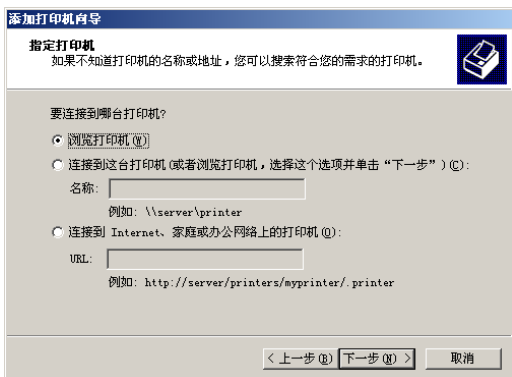 添加打印机向导
指定打印机
如果不知道打印机的名称或地址，您可以搜索符合您的需求的打印机。
要连接到哪台打印机?
浏览打印机(W)
连接到这台打印机(或者浏览打印机，选择这个选项并单击“下一步”)(C):
名称:
例如: \\server\printer
连接到 Internet、家庭或办公网络上的打印机(O):
URL:
例如: http://server/printers/myprinter/.printer
< 上一步(B) 下一步(N) > 取消